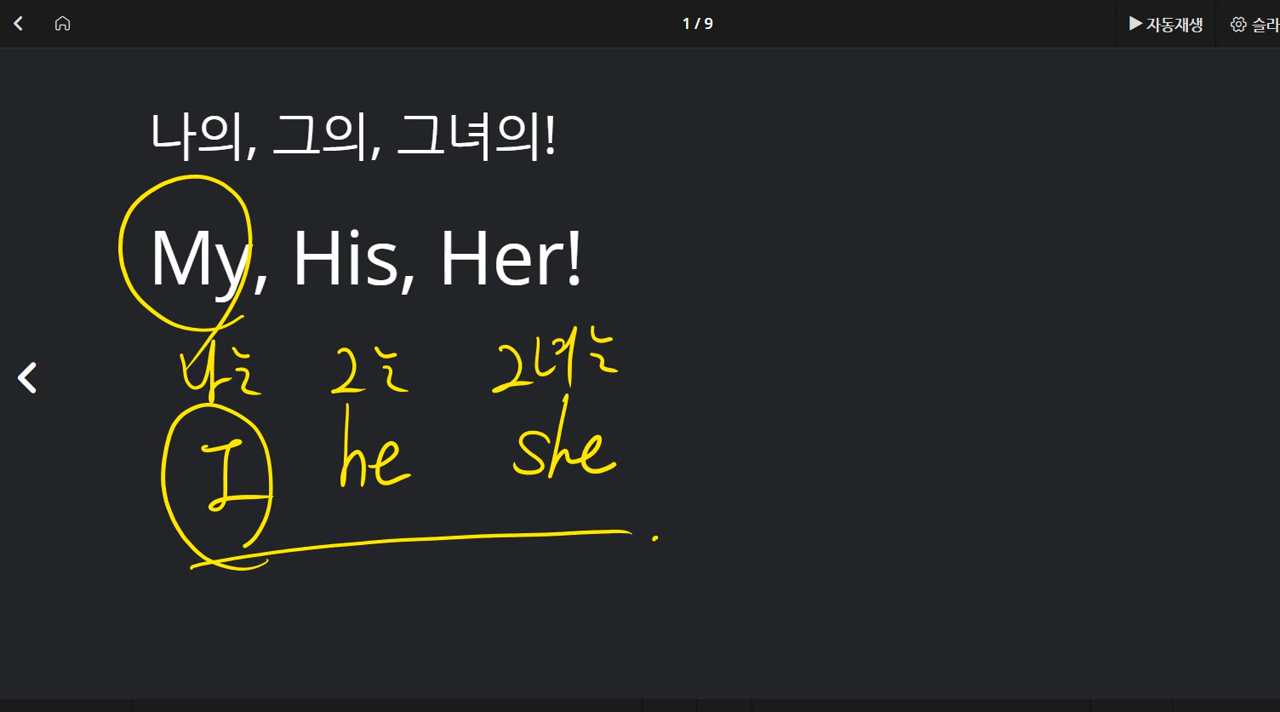 1 / 9
▶ 자동재생
슬라
나의, 그의, 그녀의!
My, His, Her!
나는 그는 그녀는
I he she